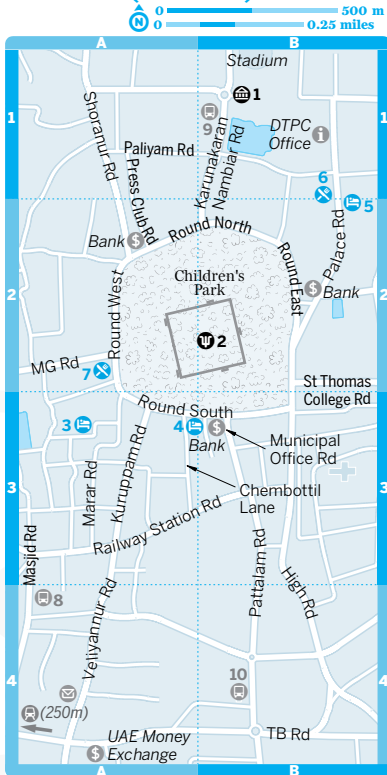 0 500 m
N 0 0.25 miles
A B
Stadium
1
1
1
9
DTPC
Office
Shoranur Rd
Paliyam Rd
Press Club Rd
Karunakaran
Nambiar Rd
6
5
Bank
Round North
Palace Rd
Children's
Park
Round East
2
2
Bank
Round West
2
MG Rd
7
St Thomas
College Rd
Round South
3
4
Bank
Municipal
Office Rd
3
3
Marar Rd
Kuruppam Rd
Chembottil
Lane
Railway Station Rd
Masjid Rd
8
Pattalam Rd
High Rd
Veliyannur Rd
10
4
4
(250m)
TB Rd
UAE Money
Exchange
A B